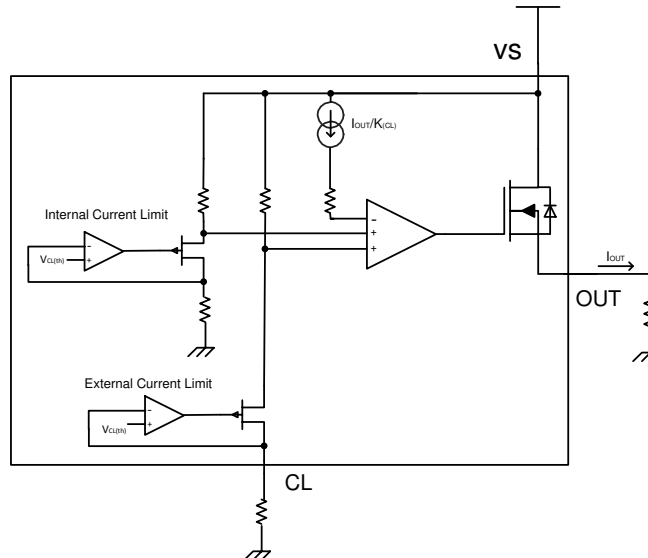 VS
IOUT/K(CL)
Internal Current Limit
-
+
VCL(th)
-
+
+
IOUT
OUT
External Current Limit
-
+
VCL(th)
CL